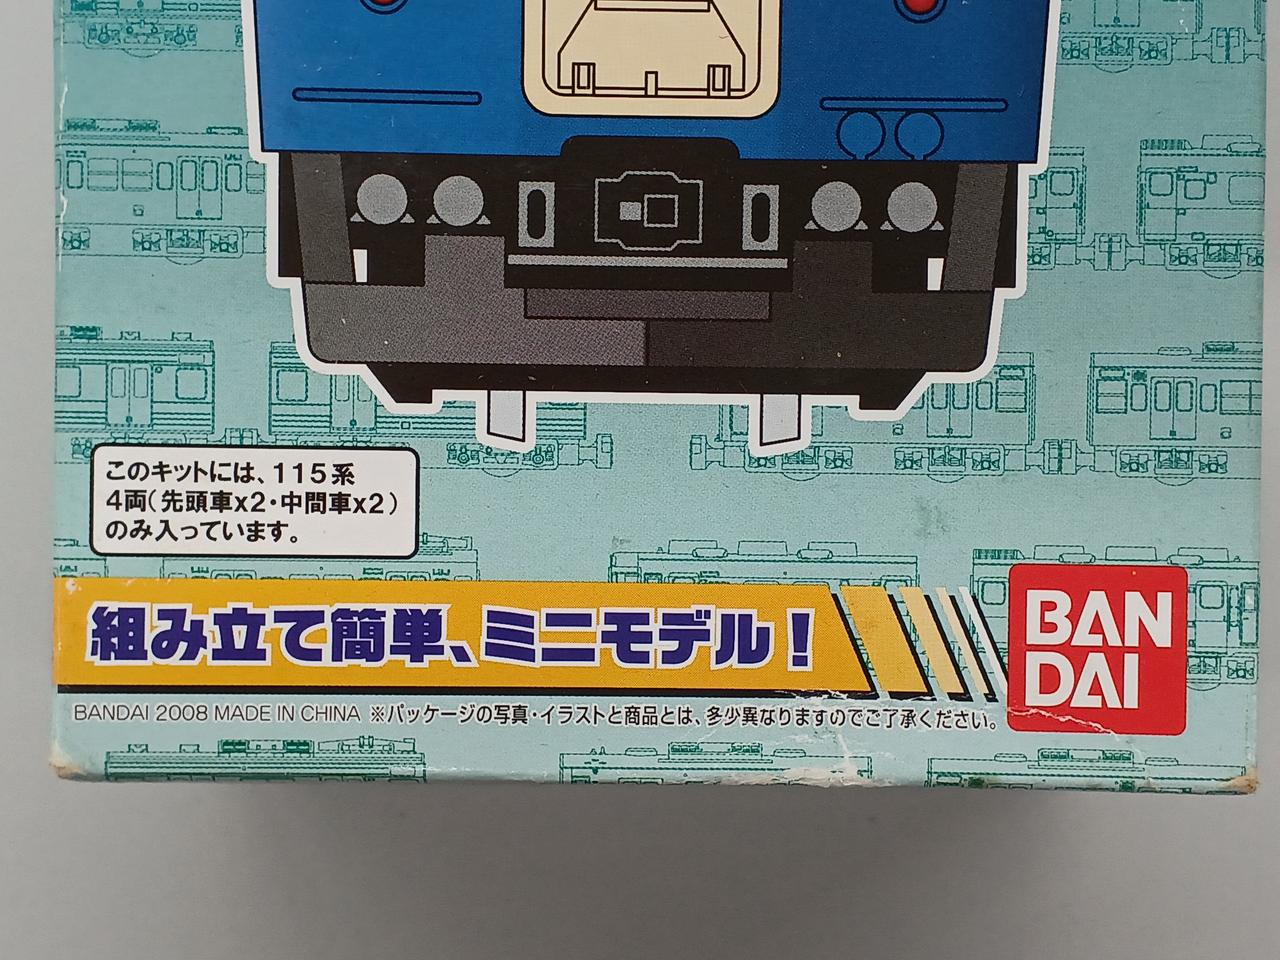 このキットには、115系
4両(先頭車x2・中間車x2)
のみ入っています。
組み立て簡単、ミニモデル!
BAN
DAI
BANDAI 2008 MADE IN CHINA ※パッケージの写真・イラストと商品とは、多少異なりますのでご了承ください。